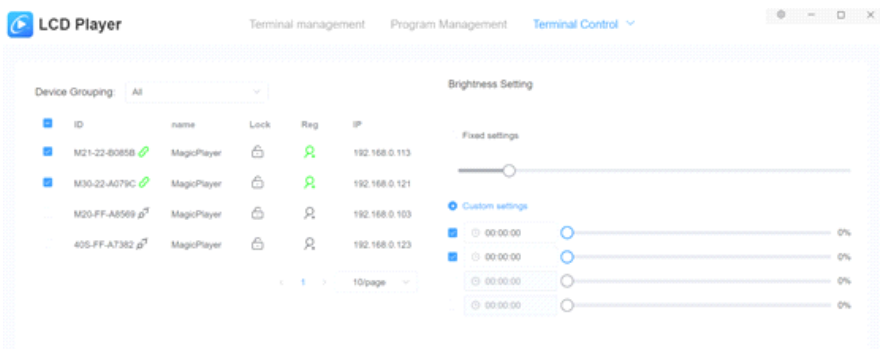 LCD Player
Terminal management Program Management Terminal Control
Device Grouping: All
ID name Lock Reg IP
M21-22-B085B MagicPlayer 192.168.0.113
M30-22-A079C MagicPlayer 192.168.0.121
M20-FF-A8569 MagicPlayer 192.168.0.103
40S-FF-A7382 MagicPlayer 192.168.0.123
1 10/page
Brightness Setting
Fixed settings
Custom settings
00:00:00 0%
00:00:00 0%
00:00:00 0%
00:00:00 0%